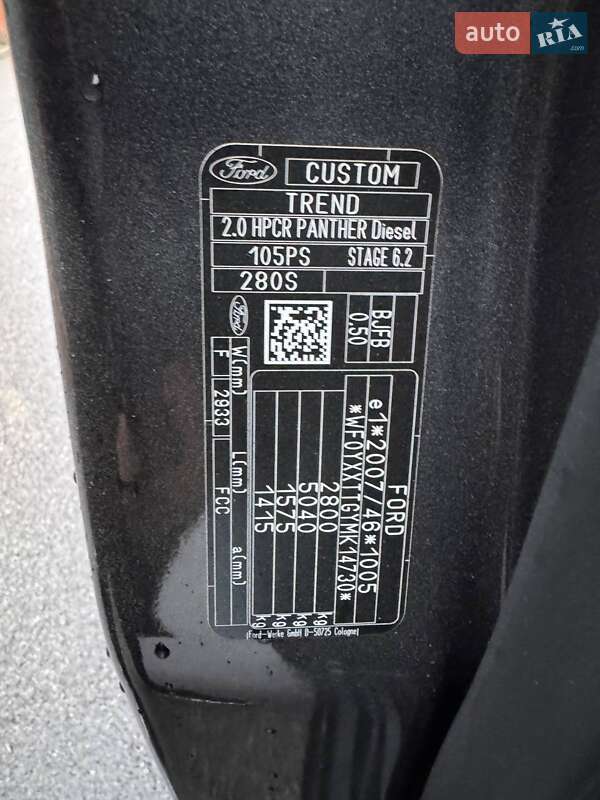 auto RIA .com
Ford CUSTOM
TREND
2.0 HPCR PANTHER Diesel
105PS STAGE 6.2
280S
Ford
BJFB
0.50
FORD
e1*2007/46*1005
*WF0YXXTTGYMK14730*
2800 kg
5040 kg
1575 kg
1415 kg
W(mm) L(mm) a(mm)
F 2933 FCC
(Ford-Werke GmbH D-50725 Cologne)